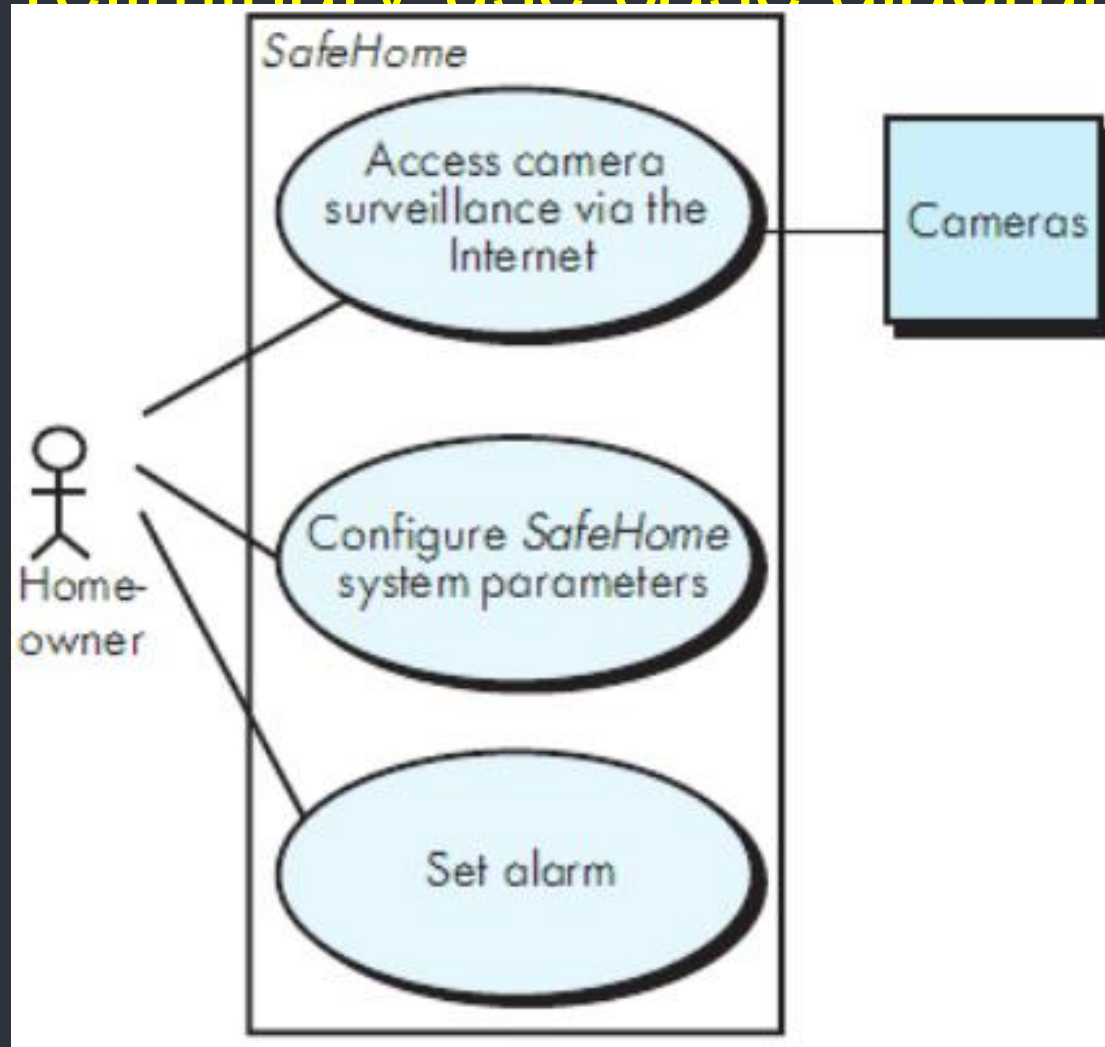 SafeHome
Access camera
surveillance via the
Internet
Cameras
Configure SafeHome
system parameters
Home-
owner
Set alarm